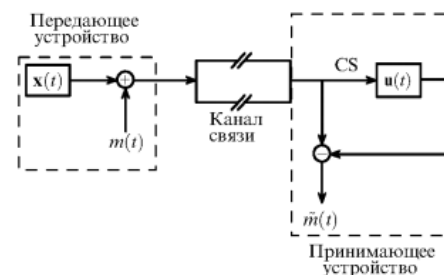 Передающее
устройство
x(t)
+
m(t)
Канал
связи
CS
u(t)
−
m̃(t)
Принимающее
устройство